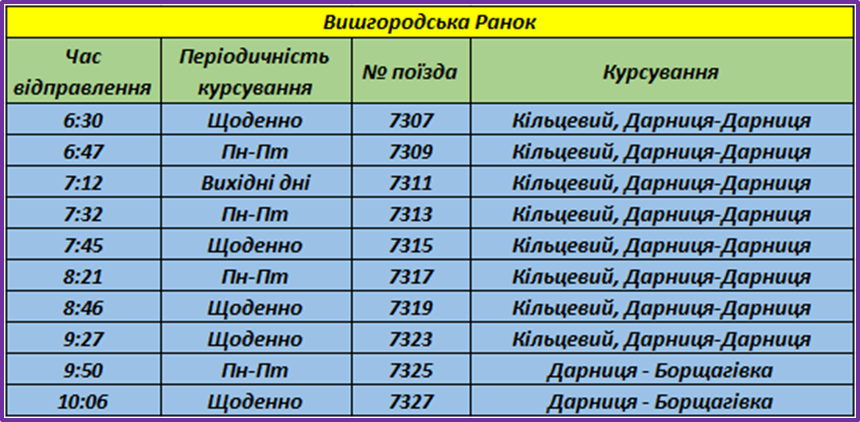 Вишгородська Ранок
Час відправлення Періодичність курсування № поїзда Курсування
6:30 Щоденно 7307 Кільцевий, Дарниця-Дарниця
6:47 Пн-Пт 7309 Кільцевий, Дарниця-Дарниця
7:12 Вихідні дні 7311 Кільцевий, Дарниця-Дарниця
7:32 Пн-Пт 7313 Кільцевий, Дарниця-Дарниця
7:45 Щоденно 7315 Кільцевий, Дарниця-Дарниця
8:21 Пн-Пт 7317 Кільцевий, Дарниця-Дарниця
8:46 Щоденно 7319 Кільцевий, Дарниця-Дарниця
9:27 Щоденно 7323 Кільцевий, Дарниця-Дарниця
9:50 Пн-Пт 7325 Дарниця - Борщагівка
10:06 Щоденно 7327 Дарниця - Борщагівка